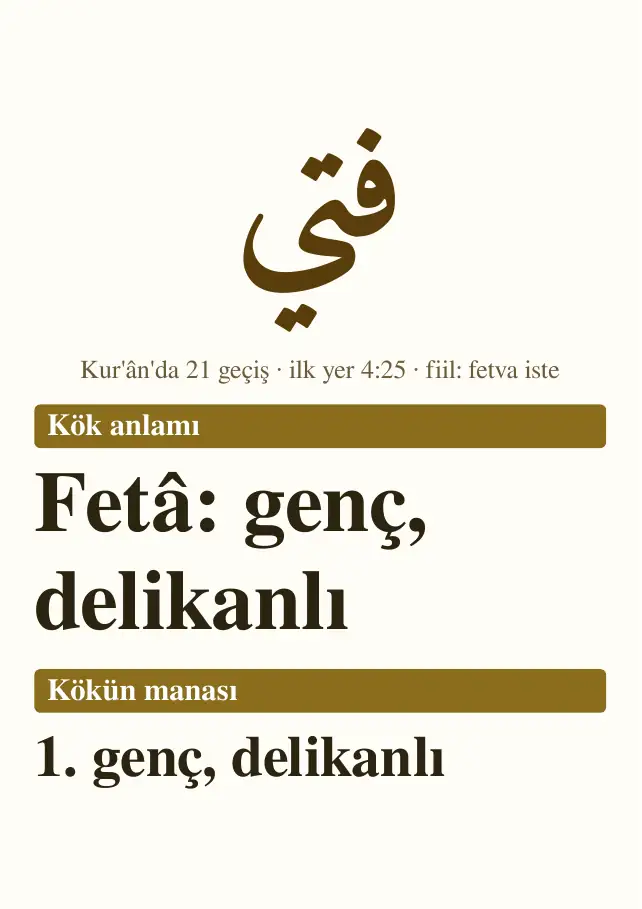 فتي
Kur'ân'da 21 geçiş · ilk yer 4:25 · fiil: fetva iste
Kök anlamı
Fetâ: genç,
delikanlı
Kökün manası
1. genç, delikanlı